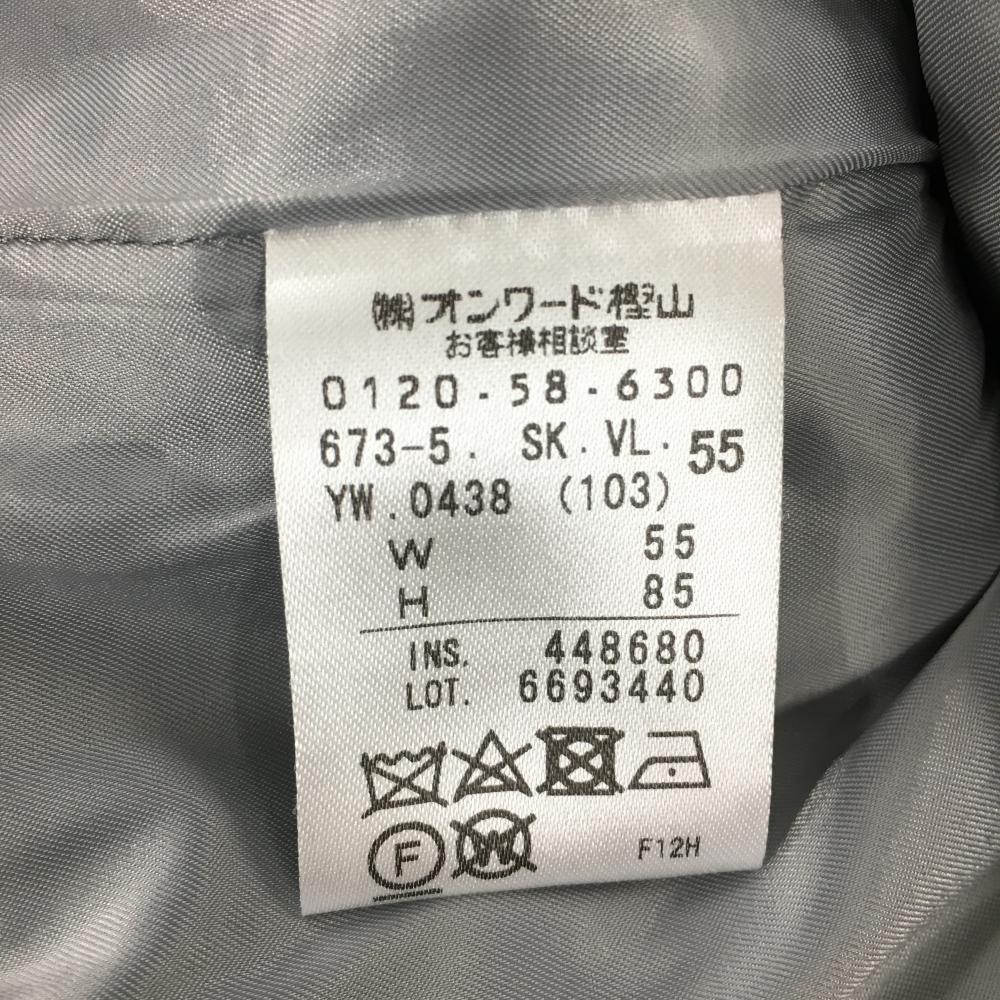 ㈱オンワード樫山
お客様相談室
0120-58-6300
673-5. SK.VL. 55
YW.0438 (103)
W 55
H 85
INS. 448680
LOT. 6693440
F W F12H